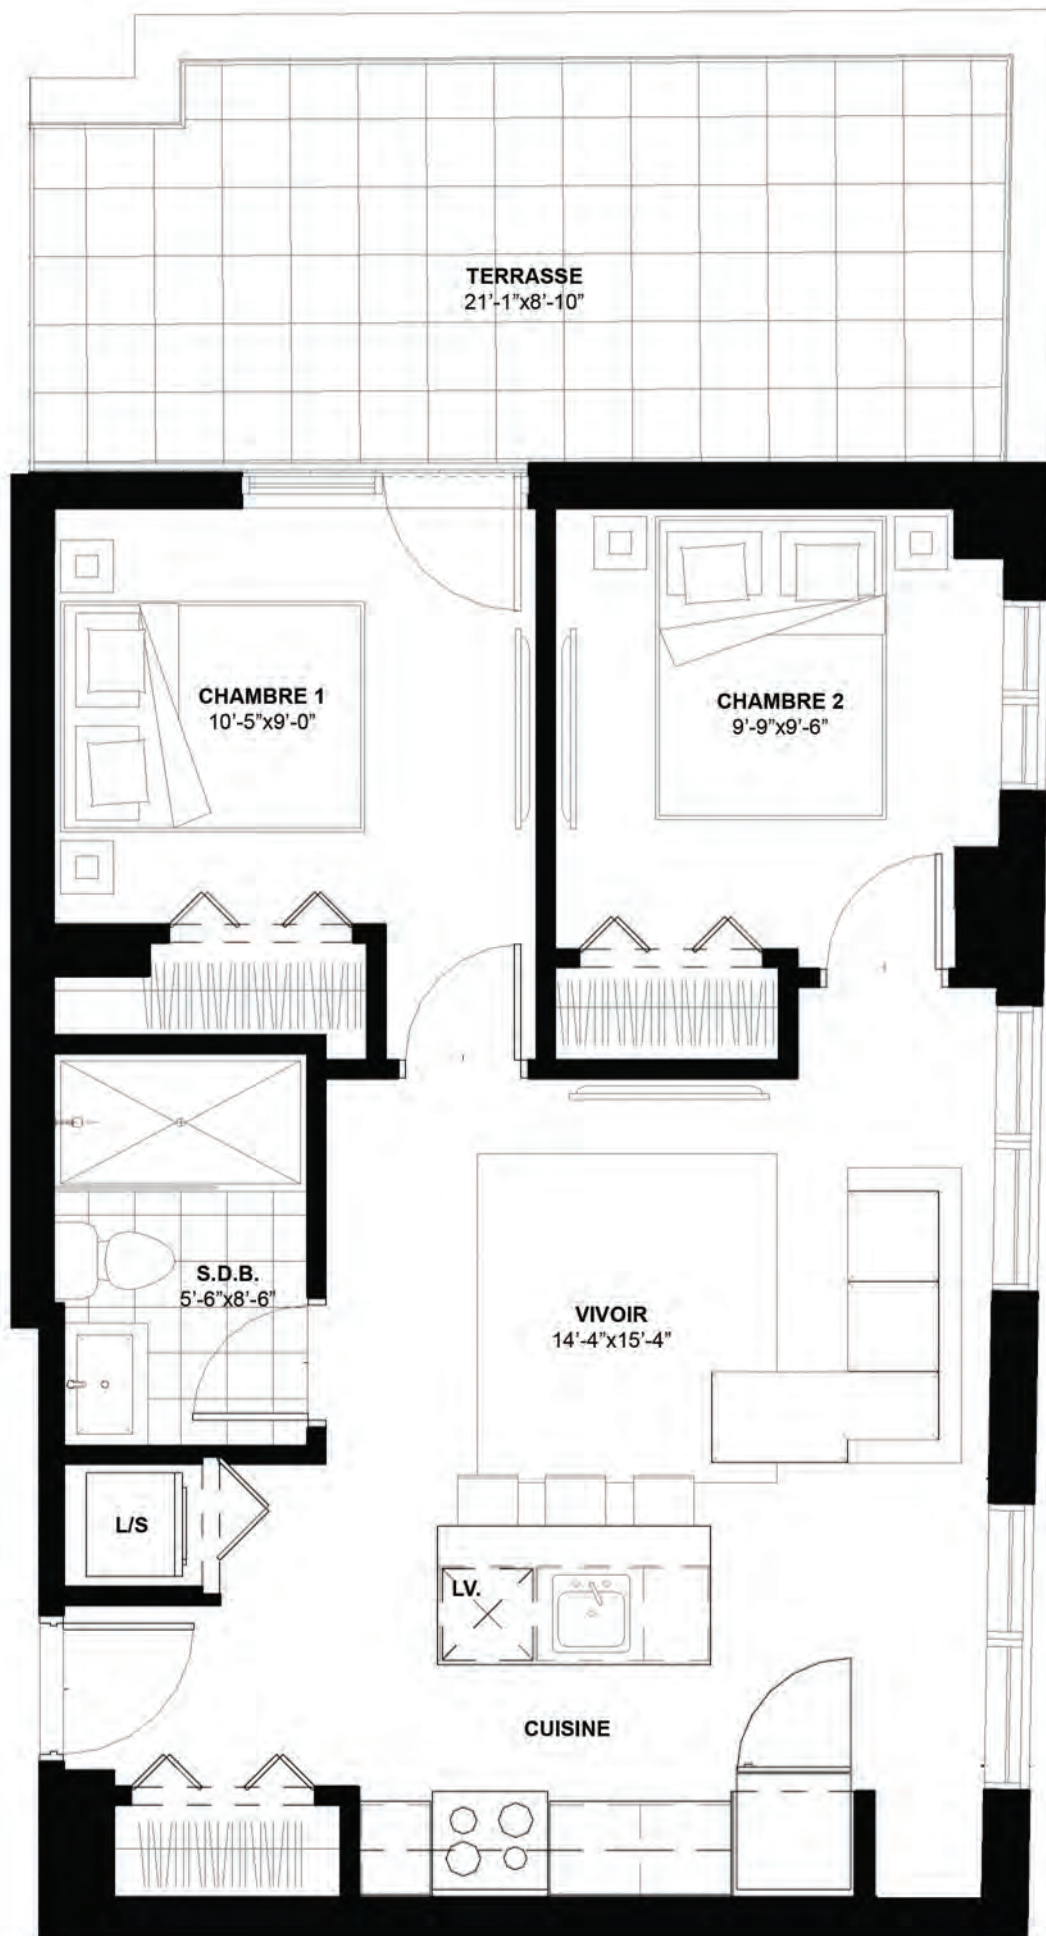 TERRASSE
21’-1”x8’-10”
CHAMBRE 1
10’-5”x9’-0”
CHAMBRE 2
9’-9”x9’-6”
S.D.B.
5’-6”x8’-6”
VIVOIR
14’-4”x15’-4”
L/S
LV.
CUISINE